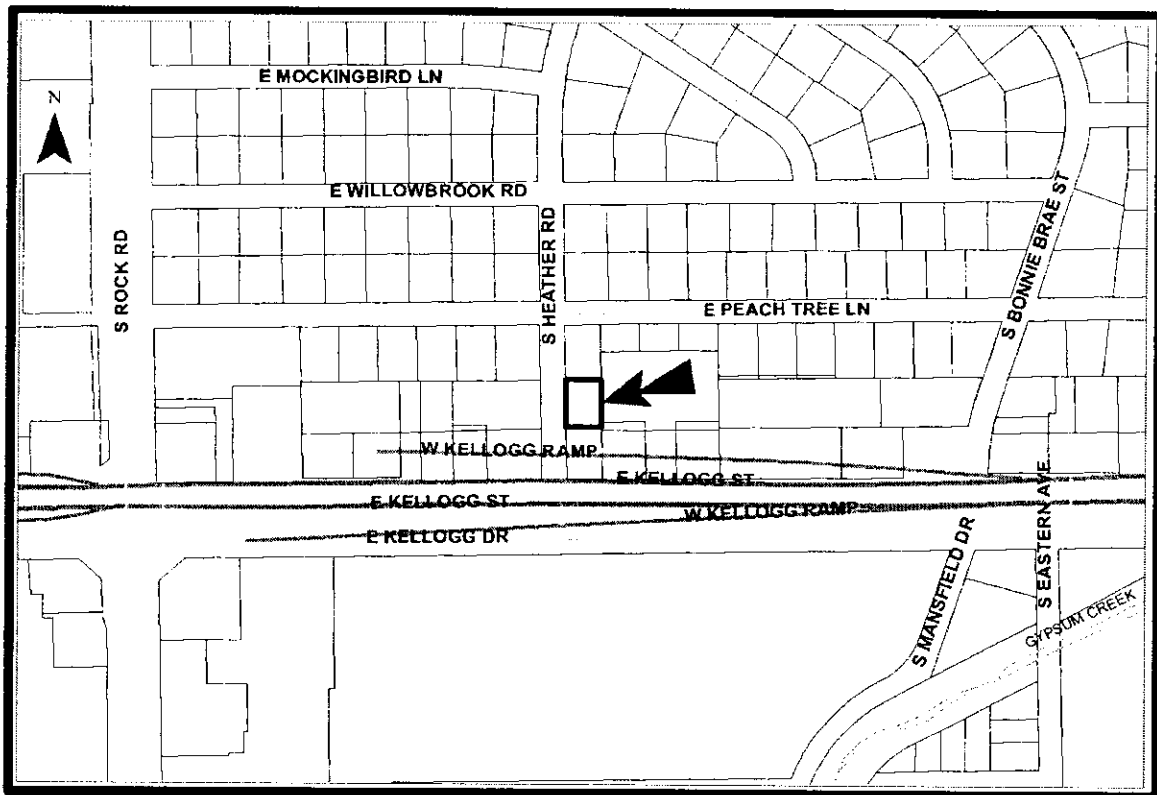 E MOCKINGBIRD LN
N
E WILLOWBROOK RD
S ROCK RD
S HEATHER RD
S BONNIE BRAE ST
E PEACH TREE LN
W KELLOGG RAMP
E KELLOGG ST
E KELLOGG ST
W KELLOGG RAMP
E KELLOGG DR
S EASTERN AVE
S MANSFIELD DR
GYPSUM CREEK